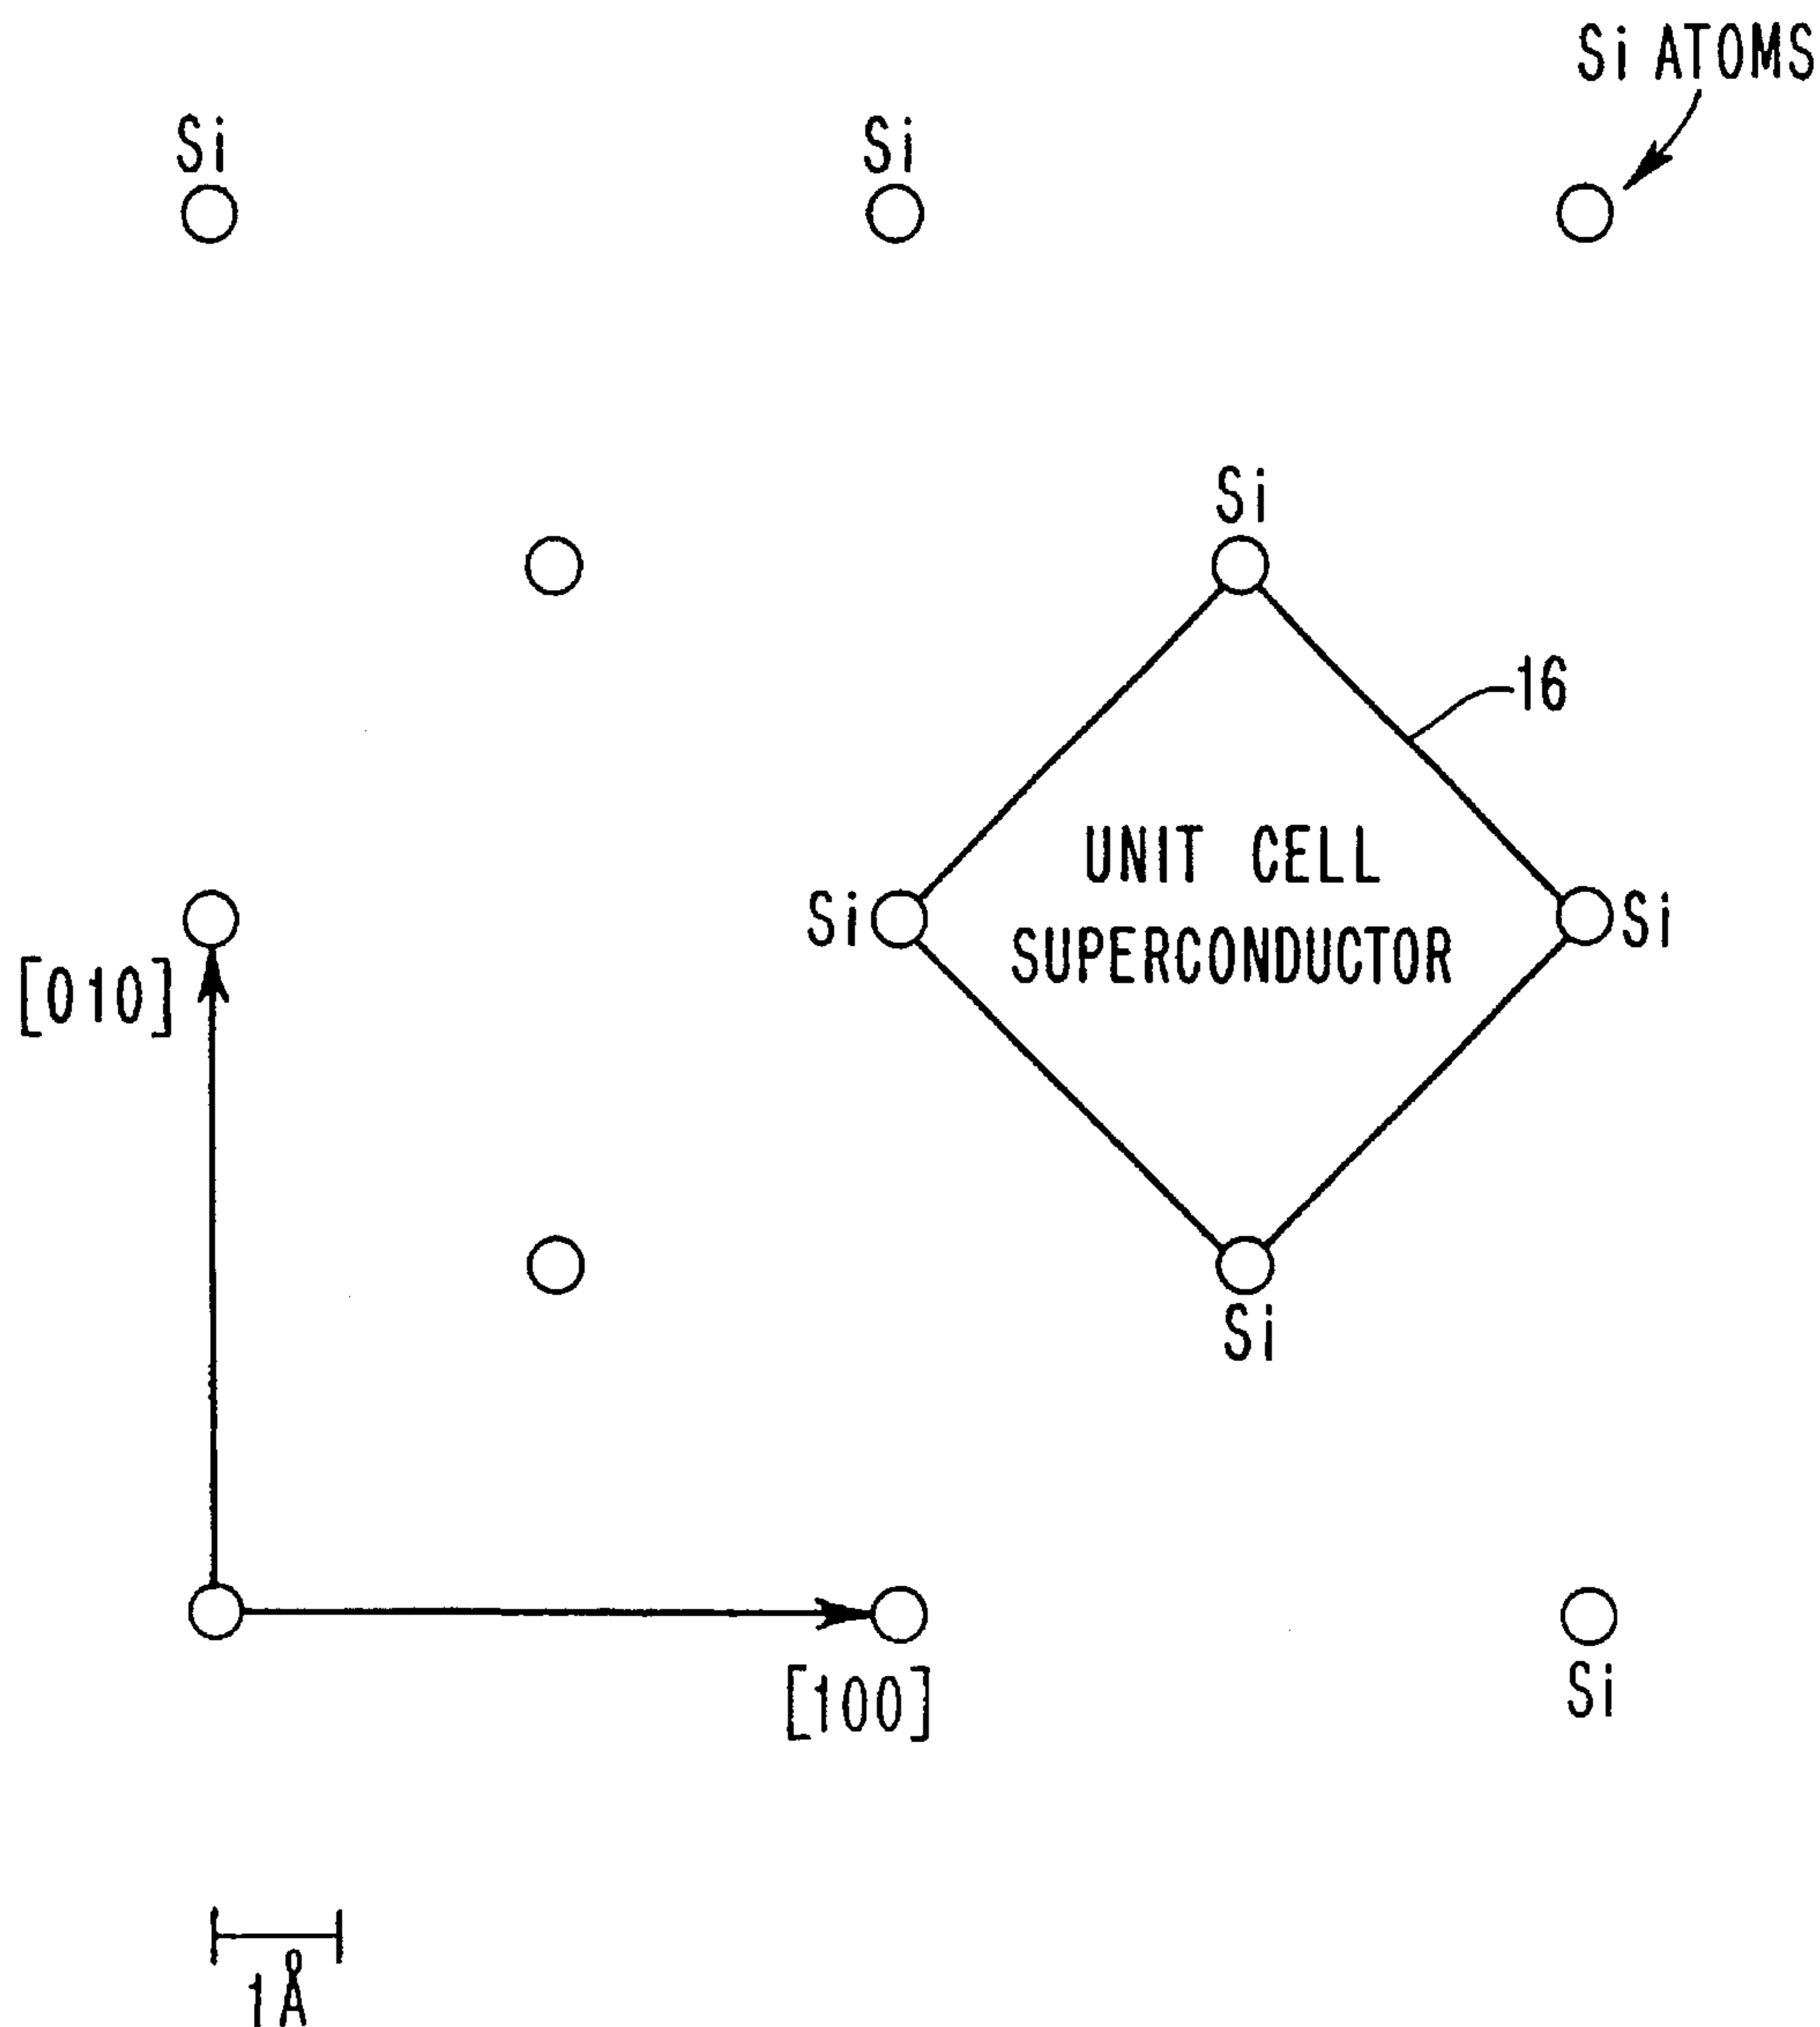 Si ATOMS
Si
Si
Si
16
UNIT CELL
SUPERCONDUCTOR
Si
Si
[010]
Si
[100]
Si
1Å